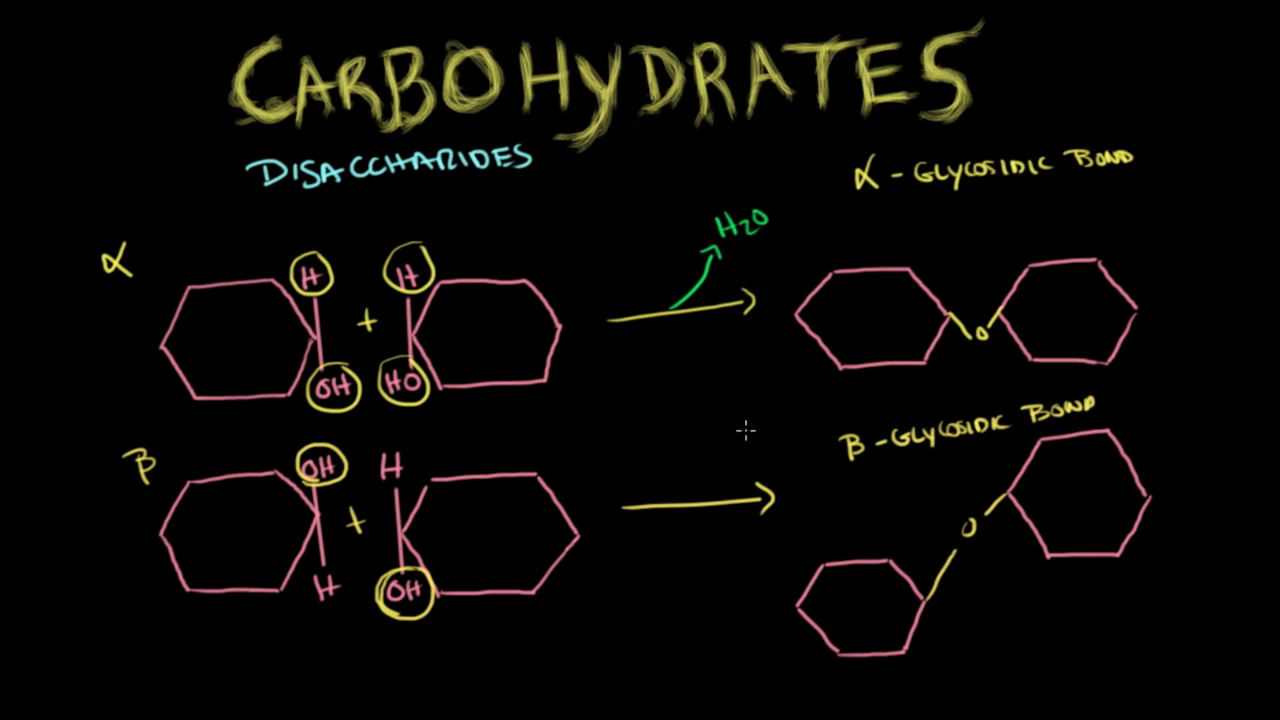 CARBOHYDRATES
DISACCHARIDES
α - GLYCOSIDIC BOND
H2O
α
H H
+
O
OH HO
β - GLYCOSIDIC BOND
β
OH H
+
O
H OH